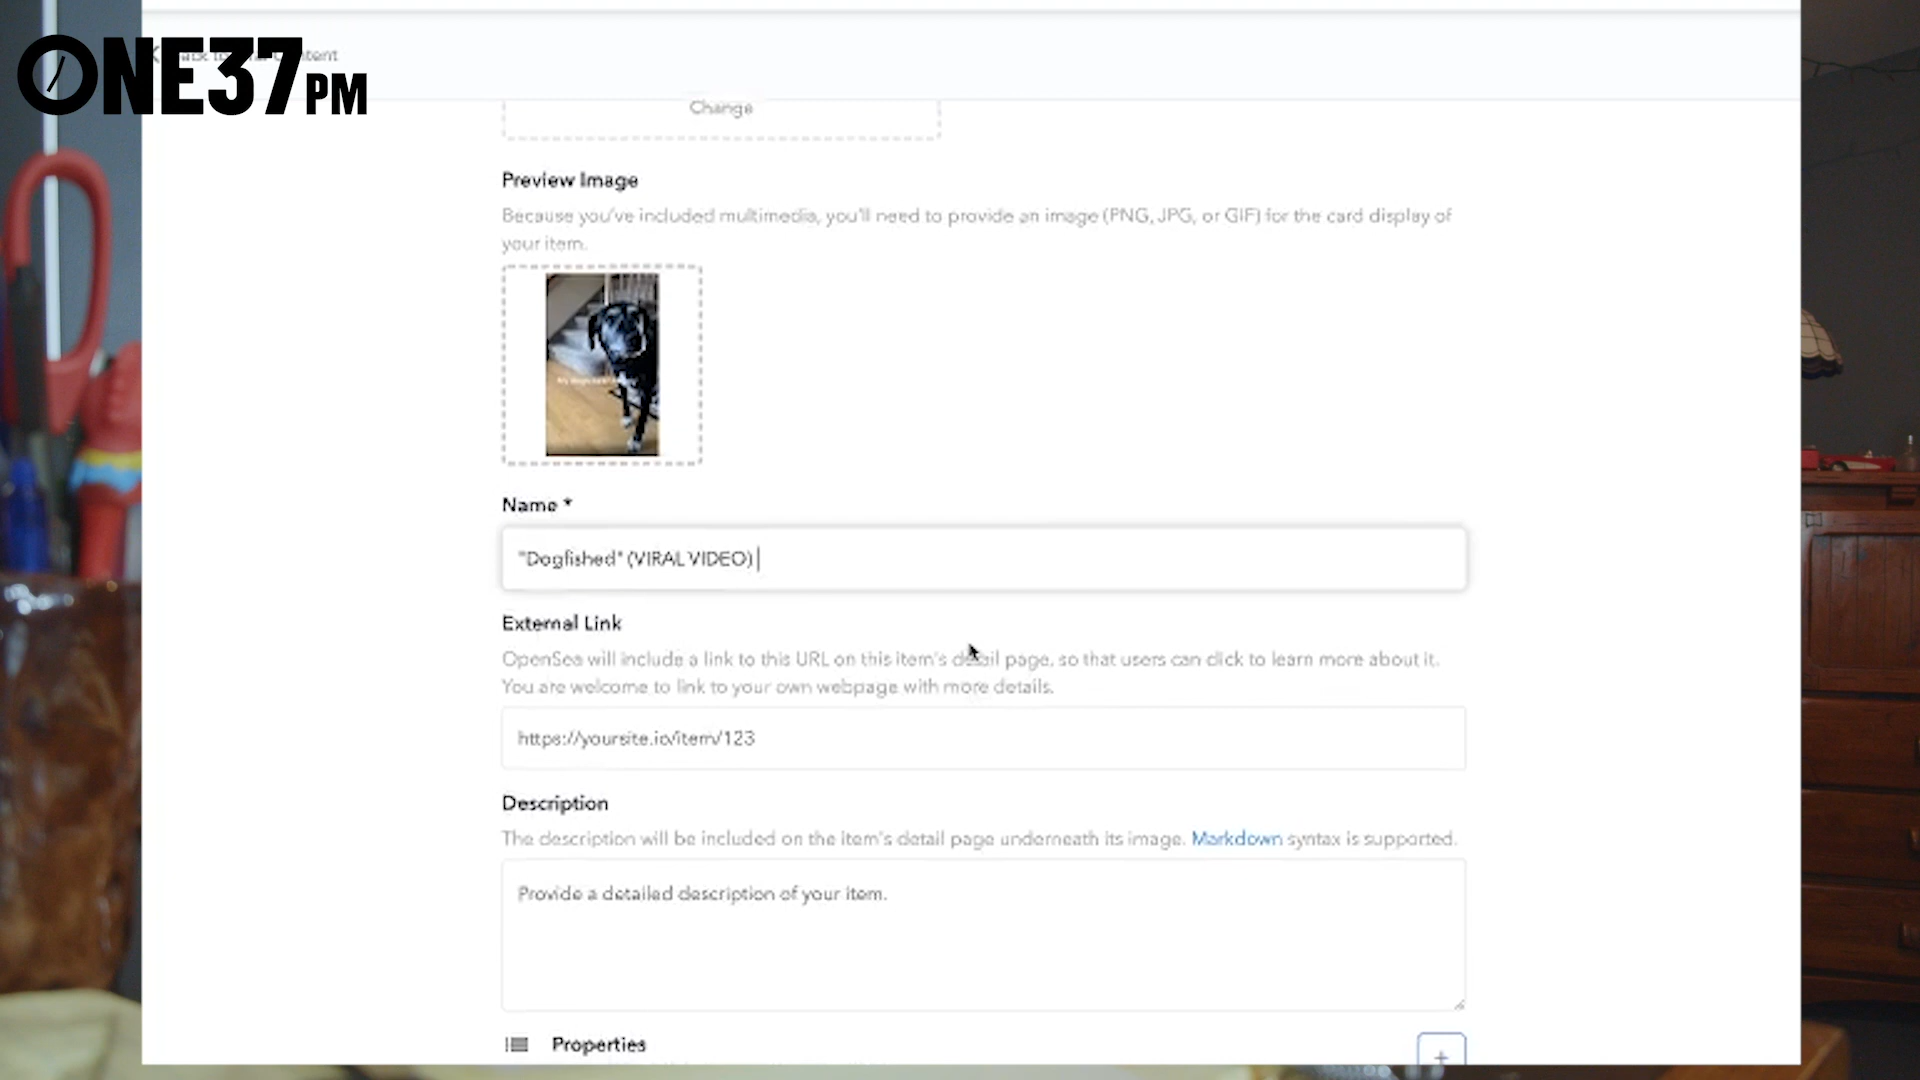 ONE37PM
Change
Preview Image
Because you've included multimedia, you'll need to provide an image (PNG, JPG, or GIF) for the card display of
your item.
Name *
"Dogfished" (VIRAL VIDEO)
External Link
OpenSea will include a link to this URL on this item's detail page, so that users can click to learn more about it.
You are welcome to link to your own webpage with more details.
https://yoursite.io/item/123
Description
The description will be included on the item's detail page underneath its image. Markdown syntax is supported.
Provide a detailed description of your item.
Properties